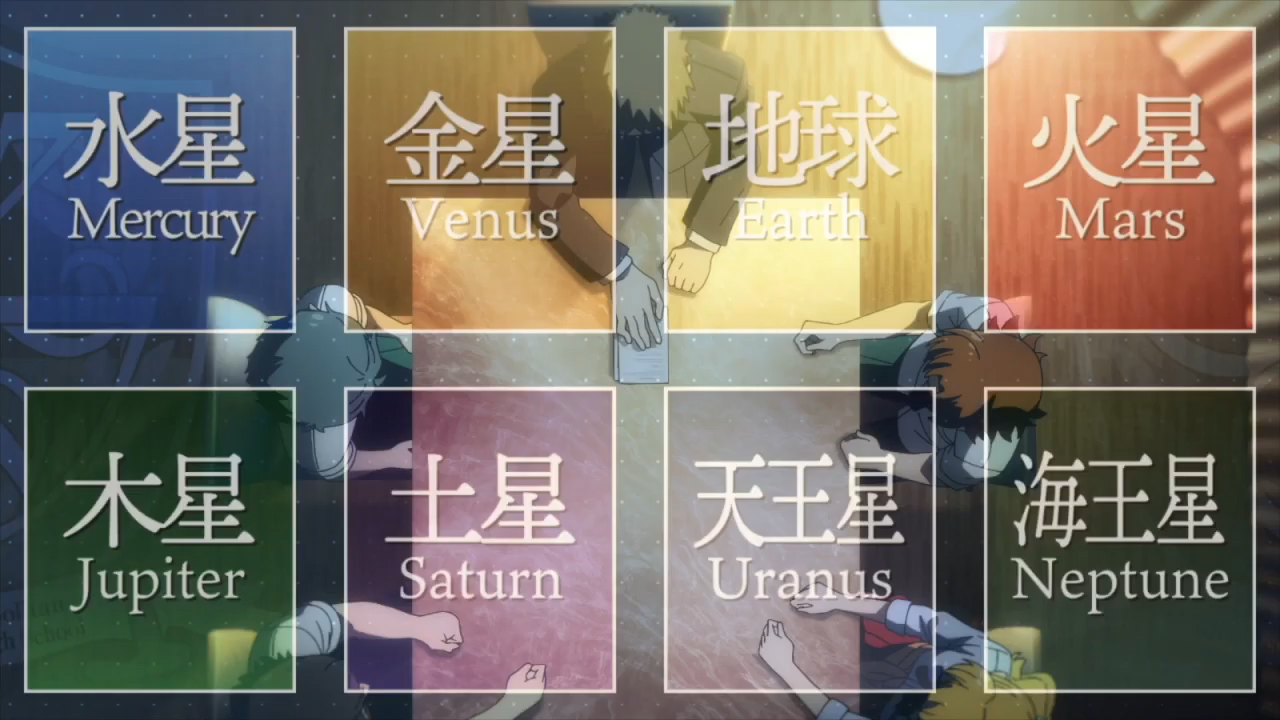 水星
Mercury
金星
Venus
地球
Earth
火星
Mars
木星
Jupiter
土星
Saturn
天王星
Uranus
海王星
Neptune